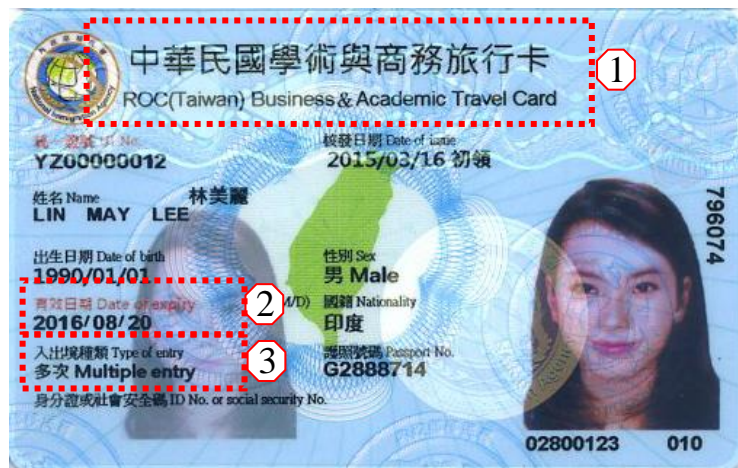 中華民國學術與商務旅行卡
ROC(Taiwan) Business & Academic Travel Card
1
統一證號 UI No.
YZ00000012
核發日期 Date of issue
2015/03/16 初領
姓名 Name 林美麗
LIN MAY LEE
出生日期 Date of birth
1990/01/01
性別 Sex
男 Male
有效日期 Date of expiry
2
M/D)
2016/08/20
國籍 Nationality
印度
入出境種類 Type of entry
3
多次 Multiple entry
護照號碼 Passport No.
G2888714
身分證或社會安全碼 ID No. or social security No.
796074
02800123 010